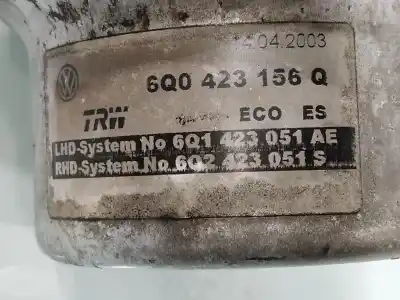 04.2003
6Q0 423 156 Q
TRW ECO ES
LHD-System No 6Q1 423 051 AE
RHD-System No 6Q2 423 051 S